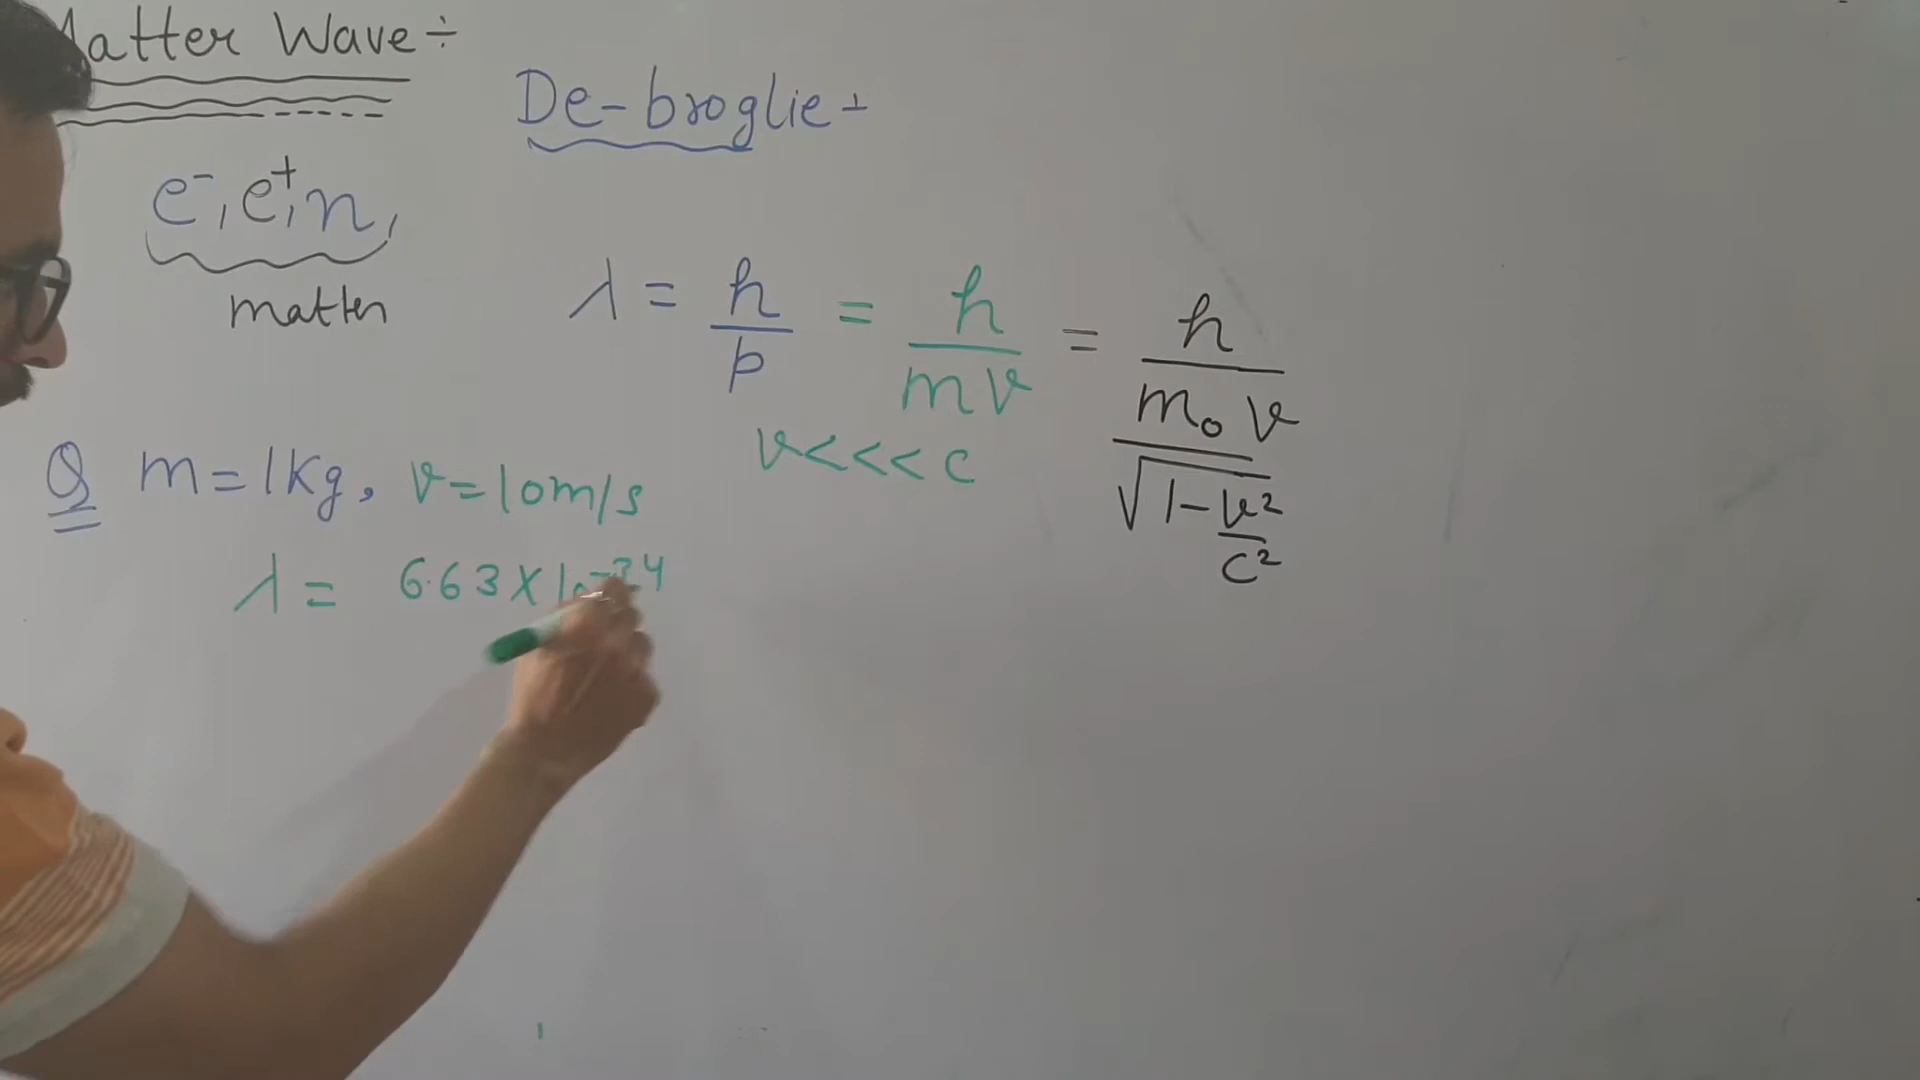 Matter Wave÷
De-broglie÷
e⁻, e⁺, n,
matter
λ = h/p = h/mv = h/(m₀v/√(1-v²/c²))
v<<<c
Q m=1Kg, v=10m/s
λ = 6.63×10⁻³⁴